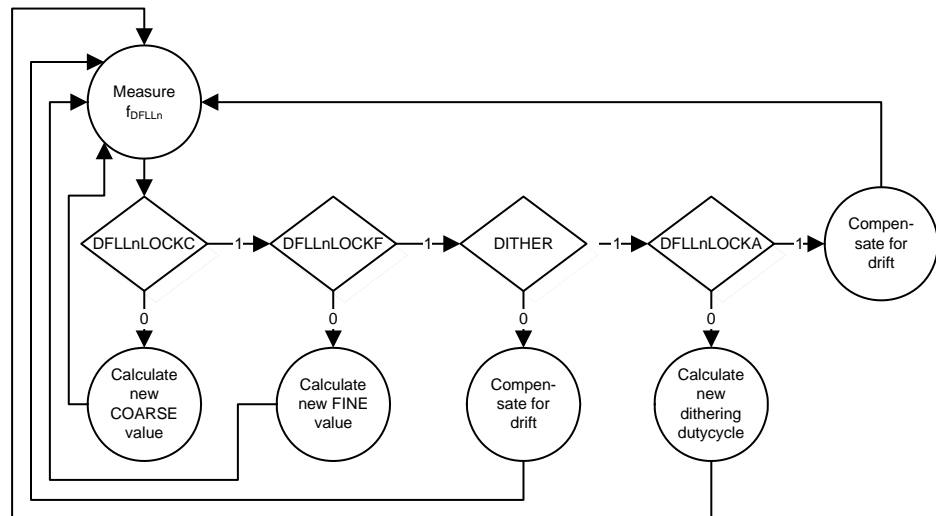 Measure
fDFLLn
DFLLnLOCKC
1
DFLLnLOCKF
1
DITHER
1
DFLLnLOCKA
1
Compen-
sate for
drift
0
0
0
0
Calculate
new
COARSE
value
Calculate
new FINE
value
Compen-
sate for
drift
Calculate
new
dithering
dutycycle